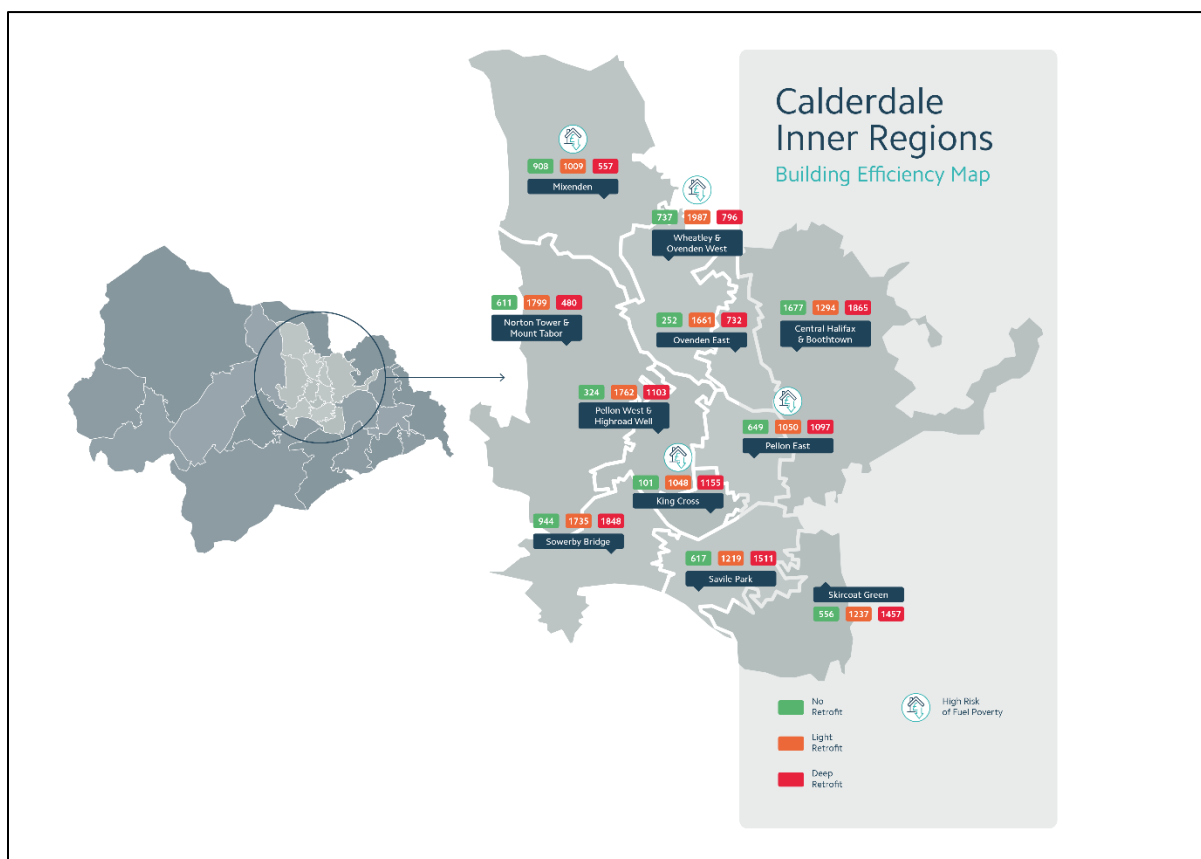 Calderdale
Inner Regions
Building Efficiency Map
908 1009 557
Mixenden
737 1987 796
Wheatley &
Ovenden West
611 1799 480
Norton Tower &
Mount Tabor
252 1661 732
Ovenden East
1677 1294 1865
Central Halifax
& Boothtown
324 1762 1103
Pellon West &
Highroad Well
649 1050 1097
Pellon East
101 1048 1155
King Cross
944 1735 1848
Sowerby Bridge
617 1219 1511
Savile Park
Skircoat Green
556 1237 1457
No
Retrofit
High Risk
of Fuel Poverty
Light
Retrofit
Deep
Retrofit